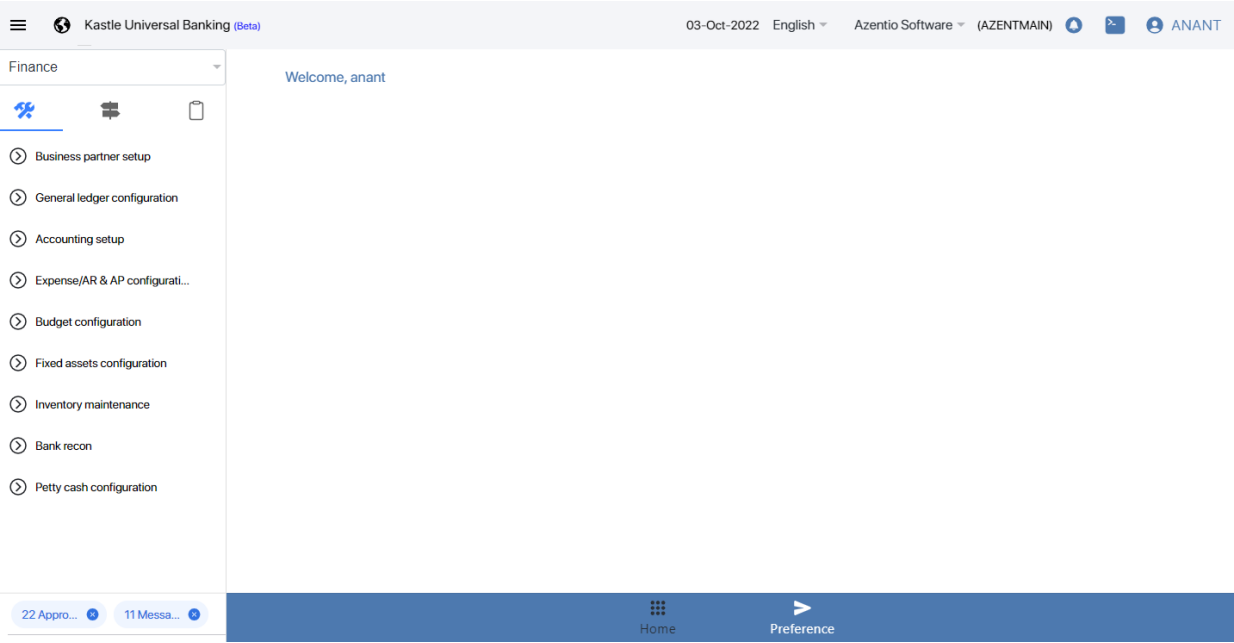 Kastle Universal Banking (Beta) 03-Oct-2022 English Azentio Software (AZENTMAIN) ANANT
Finance
Welcome, anant
Business partner setup
General ledger configuration
Accounting setup
Expense/AR & AP configurati...
Budget configuration
Fixed assets configuration
Inventory maintenance
Bank recon
Petty cash configuration
22 Appro... 11 Messa...
Home Preference